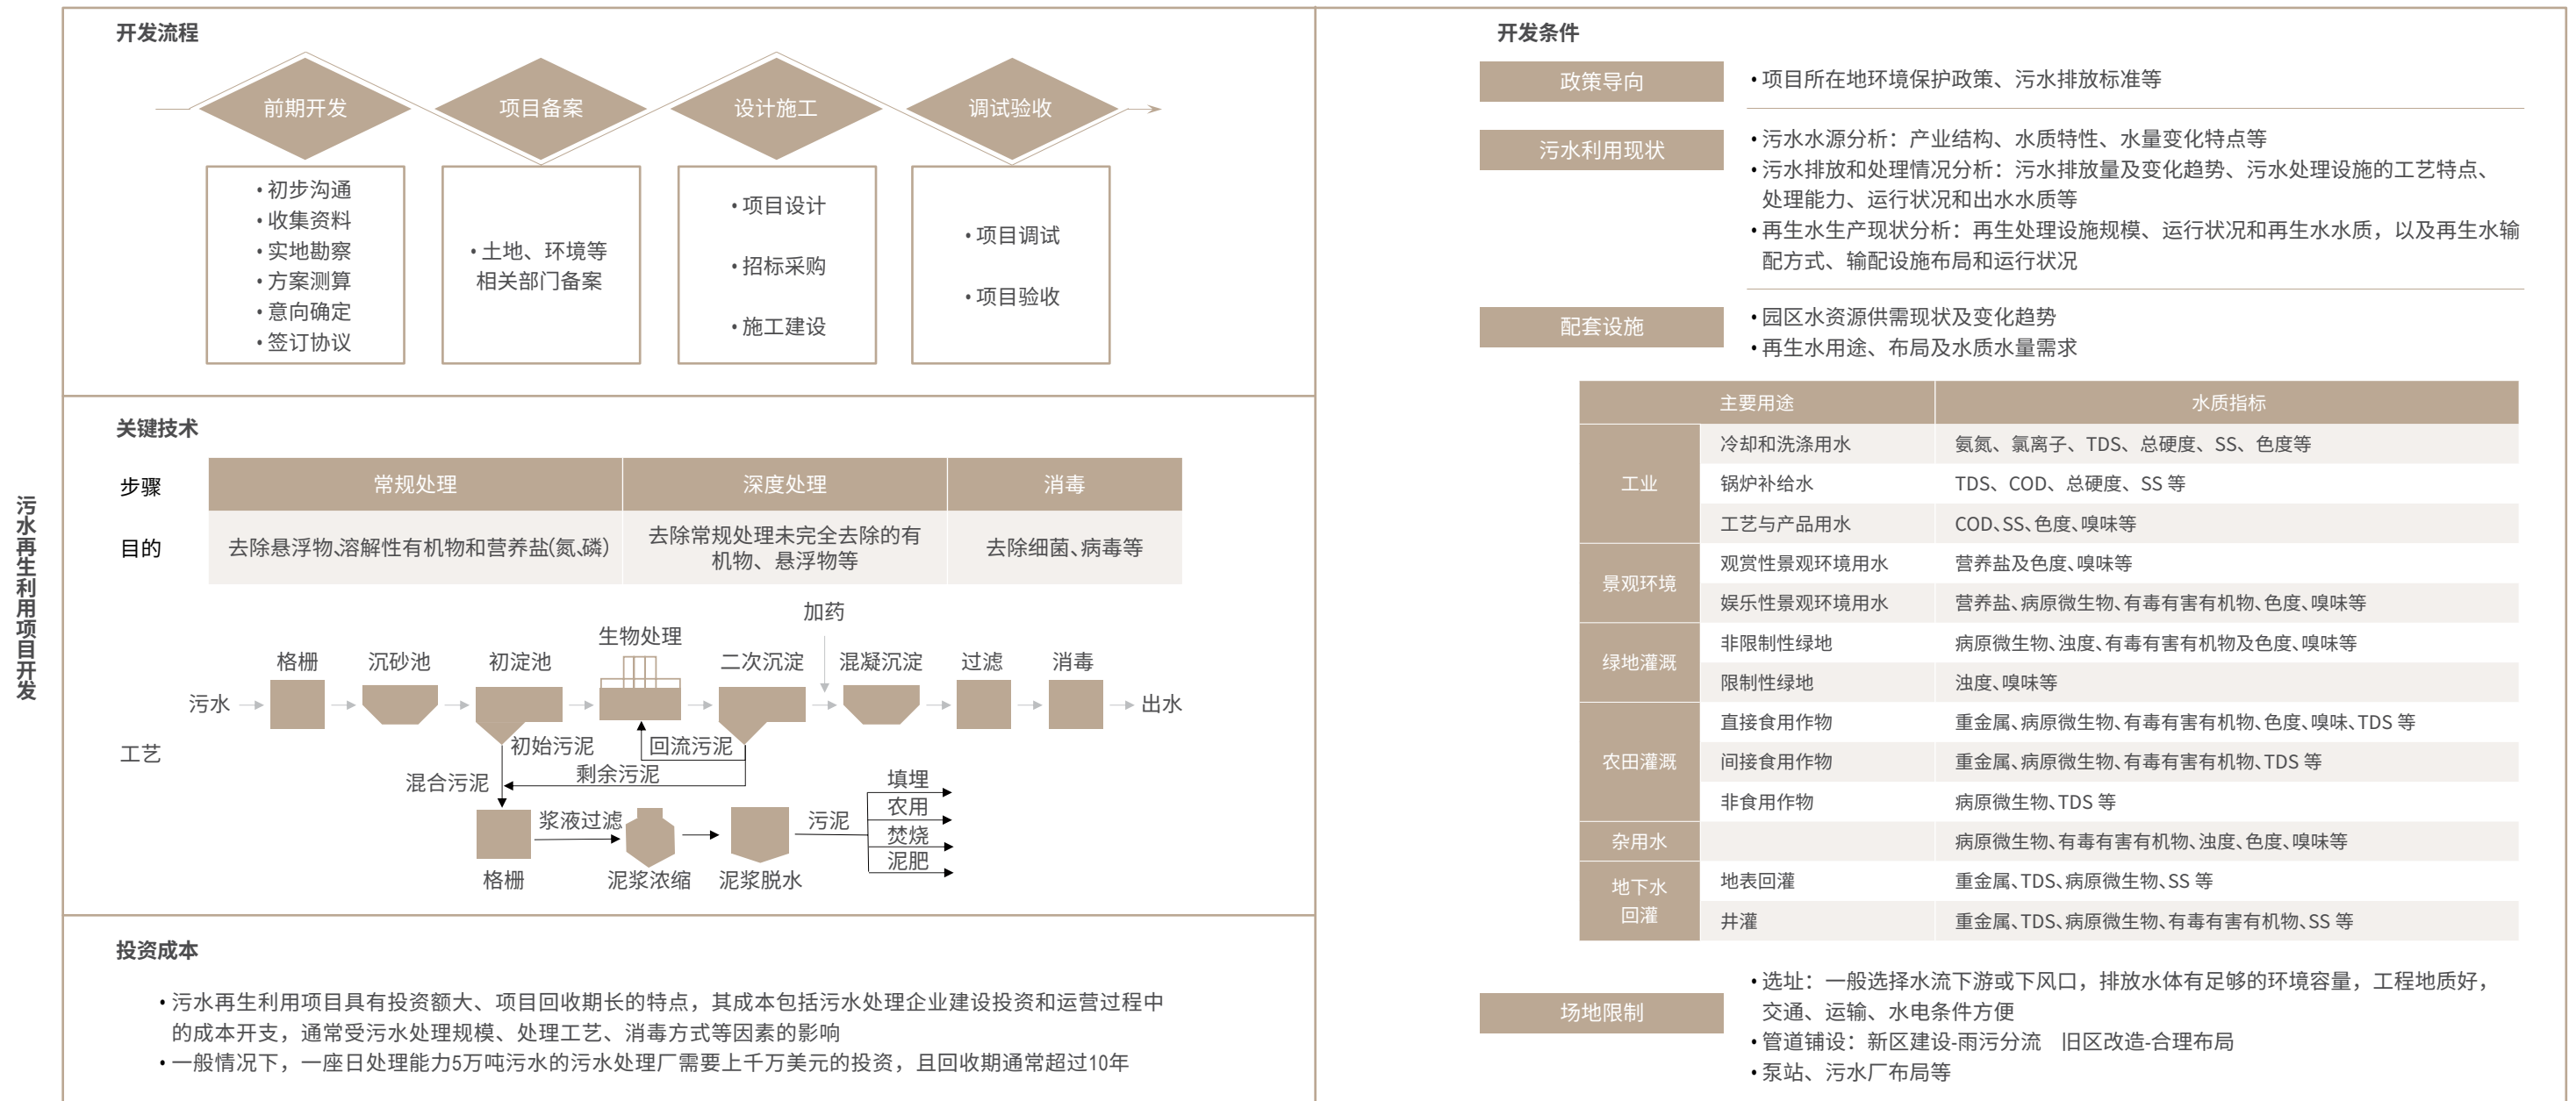 污水再生利用项目开发
开发流程
前期开发
项目备案
设计施工
调试验收
• 初步沟通
• 收集资料
• 实地勘察
• 方案测算
• 意向确定
• 签订协议
• 土地、环境等
相关部门备案
• 项目设计
• 招标采购
• 施工建设
• 项目调试
• 项目验收
关键技术
步骤
常规处理
深度处理
消毒
目的
去除悬浮物、溶解性有机物和营养盐(氮、磷)
去除常规处理未完全去除的有
机物、悬浮物等
去除细菌、病毒等
工艺
加药
生物处理
格栅
沉砂池
初淀池
二次沉淀
混凝沉淀
过滤
消毒
污水
出水
初始污泥
回流污泥
剩余污泥
混合污泥
浆液过滤
污泥
填埋
农用
焚烧
泥肥
格栅
泥浆浓缩
泥浆脱水
投资成本
• 污水再生利用项目具有投资额大、项目回收期长的特点，其成本包括污水处理企业建设投资和运营过程中
的成本开支，通常受污水处理规模、处理工艺、消毒方式等因素的影响
• 一般情况下，一座日处理能力5万吨污水的污水处理厂需要上千万美元的投资，且回收期通常超过10年
开发条件
政策导向
• 项目所在地环境保护政策、污水排放标准等
污水利用现状
• 污水水源分析：产业结构、水质特性、水量变化特点等
• 污水排放和处理情况分析：污水排放量及变化趋势、污水处理设施的工艺特点、
处理能力、运行状况和出水水质等
• 再生水生产现状分析：再生处理设施规模、运行状况和再生水水质，以及再生水输
配方式、输配设施布局和运行状况
配套设施
• 园区水资源供需现状及变化趋势
• 再生水用途、布局及水质水量需求
主要用途
水质指标
工业
冷却和洗涤用水
氨氮、氯离子、TDS、总硬度、SS、色度等
锅炉补给水
TDS、COD、总硬度、SS 等
工艺与产品用水
COD、SS、色度、嗅味等
景观环境
观赏性景观环境用水
营养盐及色度、嗅味等
娱乐性景观环境用水
营养盐、病原微生物、有毒有害有机物、色度、嗅味等
绿地灌溉
非限制性绿地
病原微生物、浊度、有毒有害有机物及色度、嗅味等
限制性绿地
浊度、嗅味等
农田灌溉
直接食用作物
重金属、病原微生物、有毒有害有机物、色度、嗅味、TDS 等
间接食用作物
重金属、病原微生物、有毒有害有机物、TDS 等
非食用作物
病原微生物、TDS 等
杂用水
病原微生物、有毒有害有机物、浊度、色度、嗅味等
地下水
回灌
地表回灌
重金属、TDS、病原微生物、SS 等
井灌
重金属、TDS、病原微生物、有毒有害有机物、SS 等
场地限制
• 选址：一般选择水流下游或下风口，排放水体有足够的环境容量，工程地质好，
交通、运输、水电条件方便
• 管道铺设：新区建设-雨污分流 旧区改造-合理布局
• 泵站、污水厂布局等